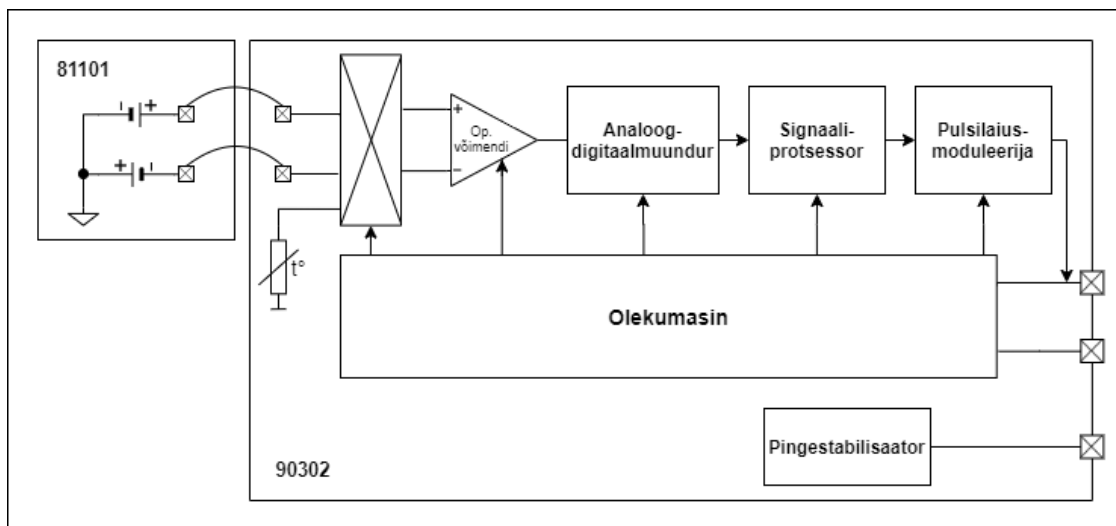 81101
- +
+ -
+
Op.
võimendi
-
Analoog-
digitaalmuundur
Signaali-
protsessor
Pulsilaius-
moduleerija
t°
Olekumasin
Pingestabilisaator
90302